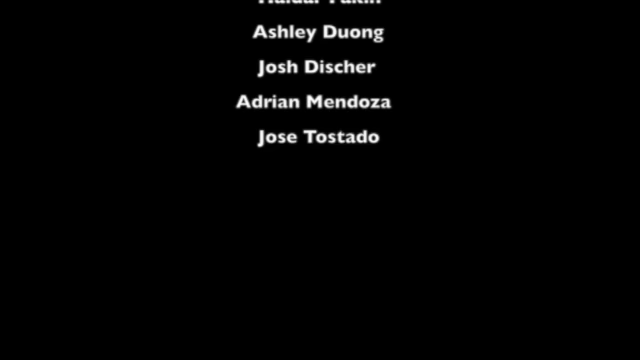 Ashley Duong
Josh Discher
Adrian Mendoza
Jose Tostado